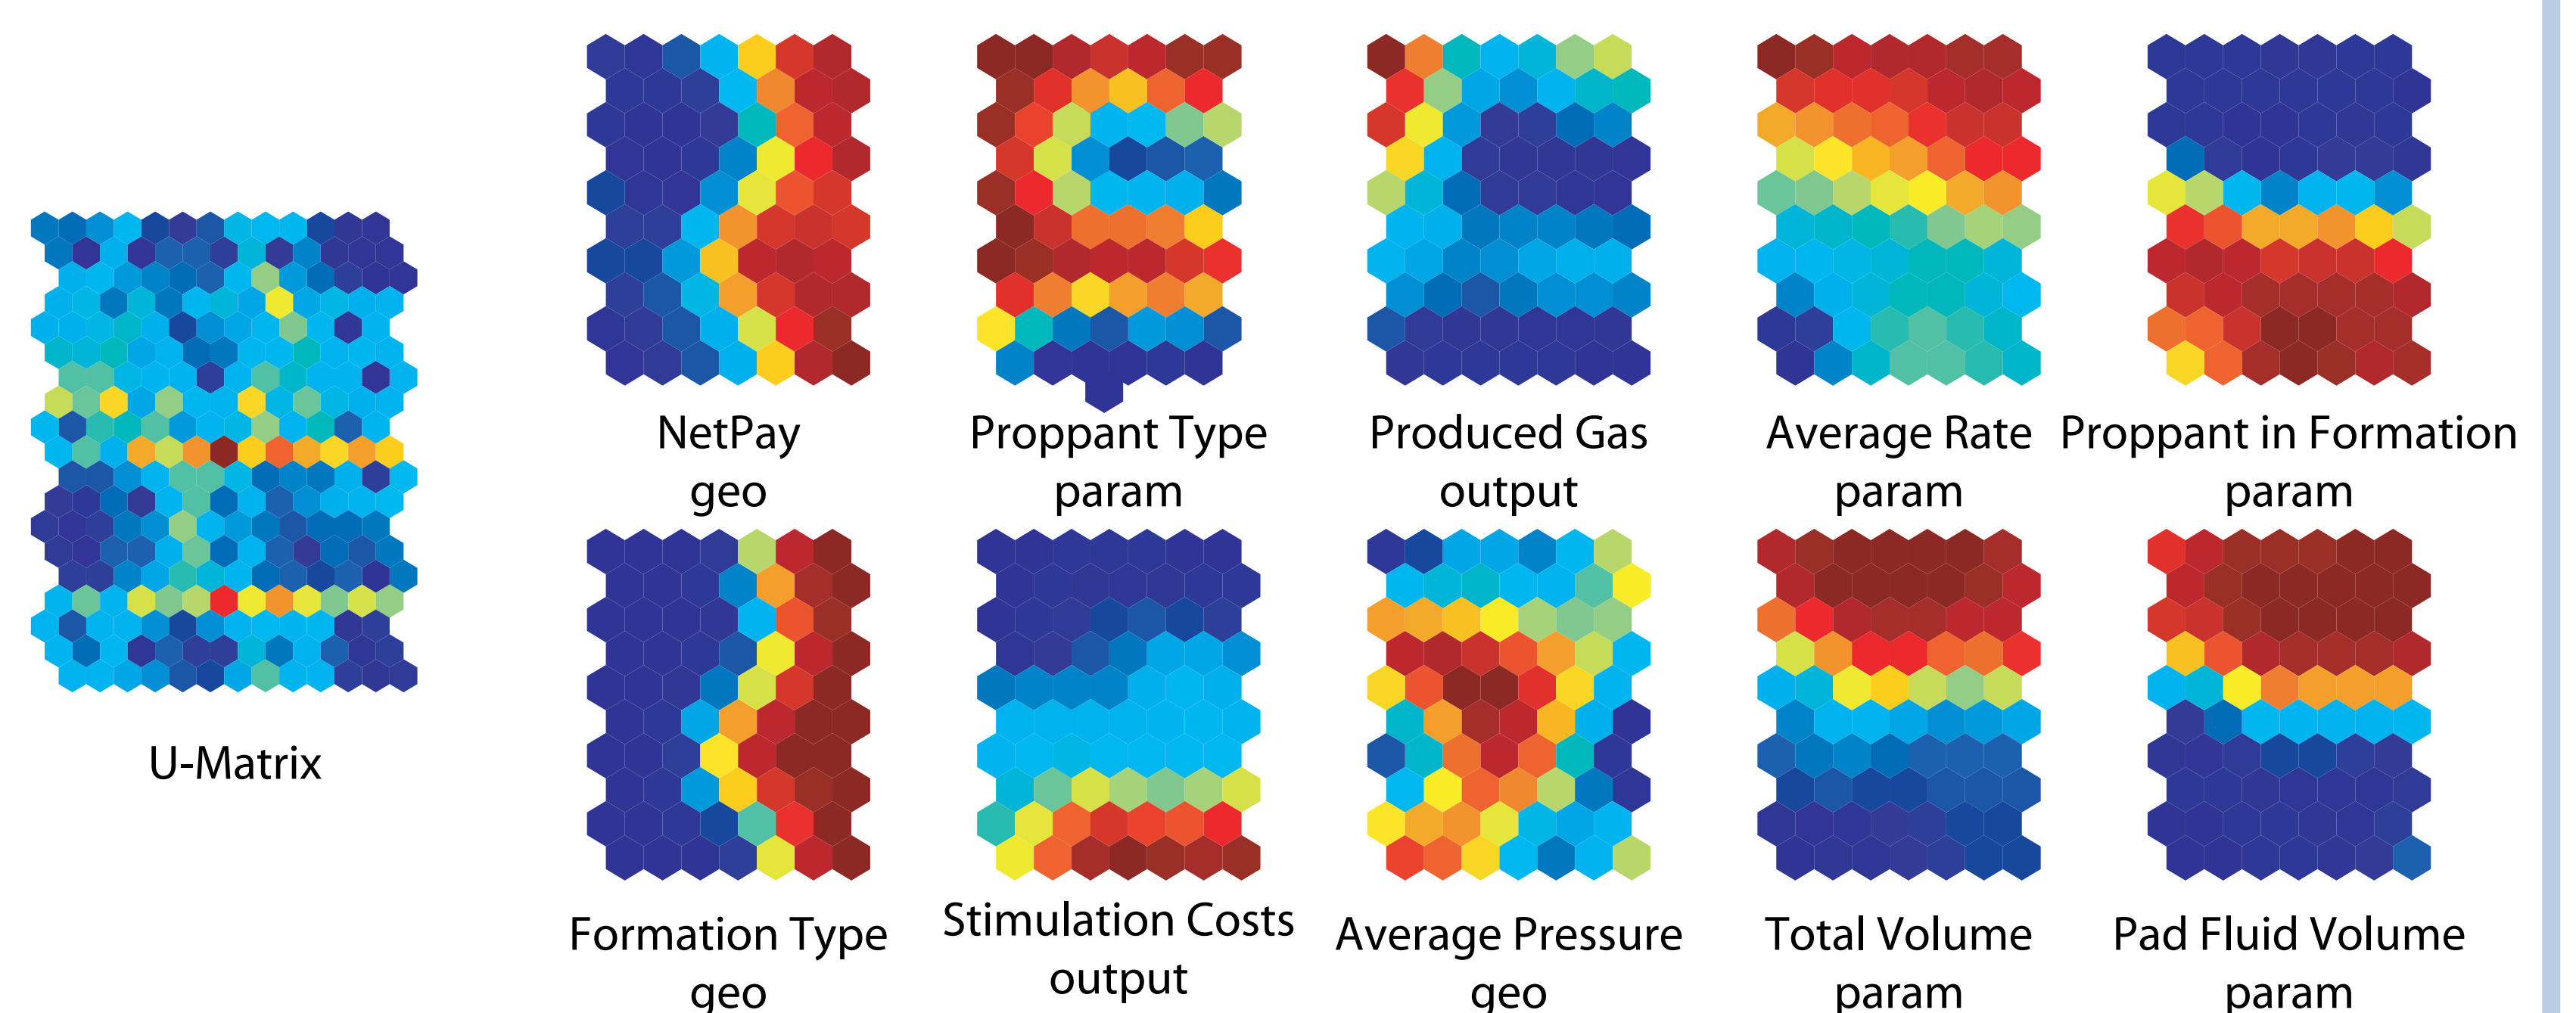 NetPay
geo
Proppant Type
param
Produced Gas
output
Average Rate
param
Proppant in Formation
param
U-Matrix
Formation Type
geo
Stimulation Costs
output
Average Pressure
geo
Total Volume
param
Pad Fluid Volume
param